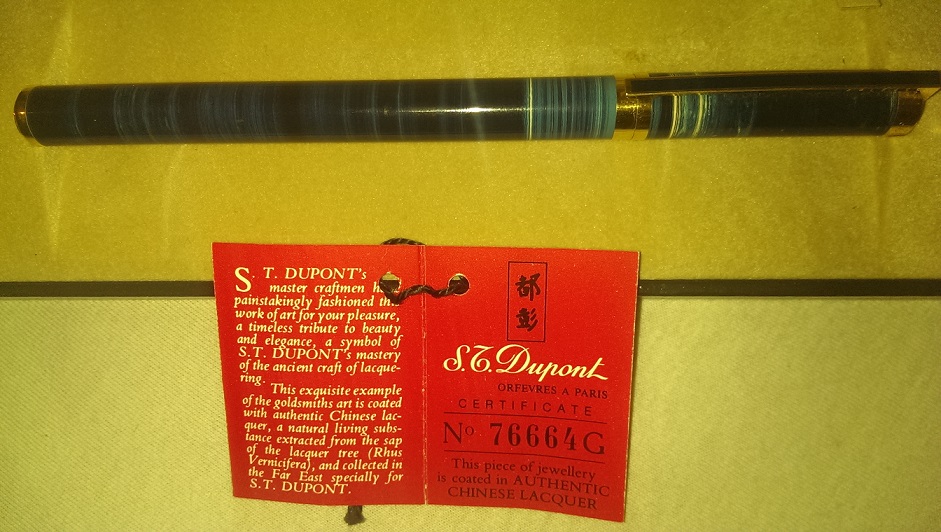 S. T. DUPONT's
master craftmen
painstakingly fashioned this
work of art for your pleasure,
a timeless tribute to beauty
and elegance, a symbol of
S.T. DUPONT's mastery
of the ancient craft of lacque-
ring.
This exquisite example
of the goldsmiths art is coated
with authentic Chinese lac-
quer, a natural living subs-
tance extracted from the sap
of the lacquer tree (Rhus
Vernicifera), and collected in
the Far East specially for
S.T. DUPONT.
都
彭
S.T. Dupont
ORFEVRES A PARIS
CERTIFICATE
No 76664G
This piece of jewellery
is coated in AUTHENTIC
CHINESE LACQUER